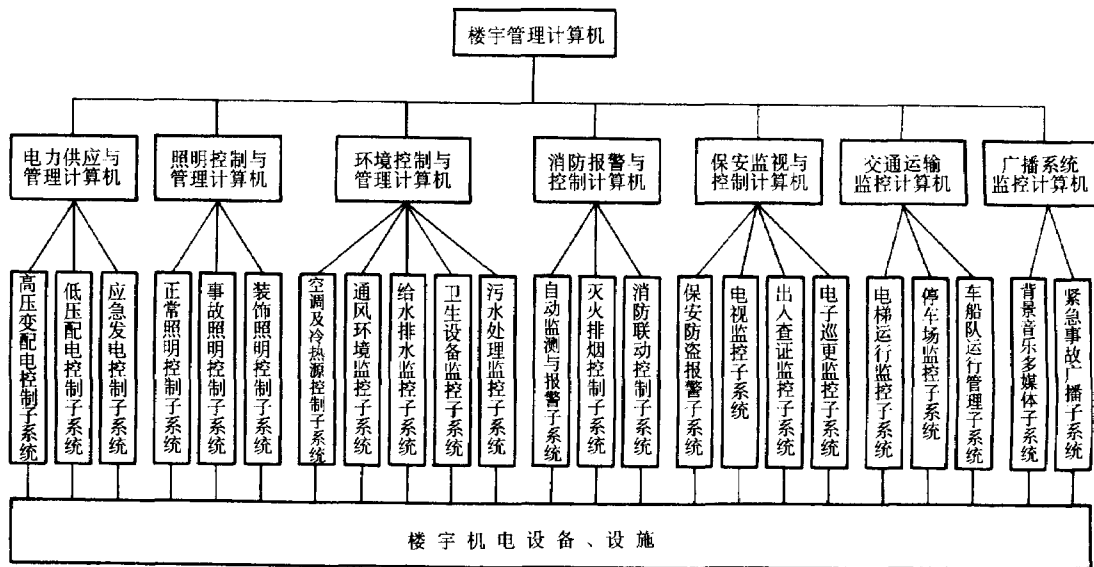 楼宇管理计算机
电力供应与
管理计算机
照明控制与
管理计算机
环境控制与
管理计算机
消防报警与
控制计算机
保安监视与
控制计算机
交通运输
监控计算机
广播系统
监控计算机
高压变配电控制子系统
低压配电控制子系统
应急发电控制子系统
正常照明控制子系统
事故照明控制子系统
装饰照明控制子系统
空调及冷热源控制子系统
通风环境监控子系统
给水排水监控子系统
卫生设备监控子系统
污水处理监控子系统
自动监测与报警子系统
灭火排烟控制子系统
消防联动控制子系统
保安防盗报警子系统
电视监控子系统
出入查证监控子系统
电子巡更监控子系统
电梯运行监控子系统
停车场监控子系统
车船队运行管理子系统
背景音乐多媒体子系统
紧急事故广播子系统
楼宇机电设备、设施